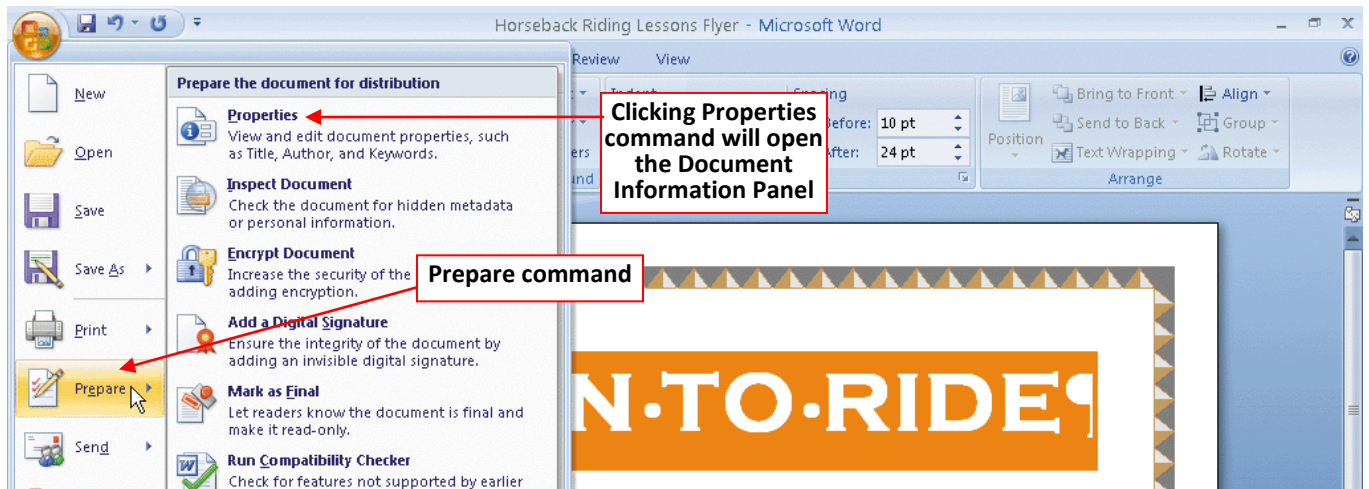 Horseback Riding Lessons Flyer - Microsoft Word
Review View
New
Open
Save
Save As
Print
Prepare
Send
Prepare the document for distribution
Properties
View and edit document properties, such
as Title, Author, and Keywords.
Inspect Document
Check the document for hidden metadata
or personal information.
Encrypt Document
Increase the security of the
adding encryption.
Add a Digital Signature
Ensure the integrity of the document by
adding an invisible digital signature.
Mark as Final
Let readers know the document is final and
make it read-only.
Run Compatibility Checker
Check for features not supported by earlier
Clicking Properties
command will open
the Document
Information Panel
Prepare command
Before: 10 pt
After: 24 pt
Position
Bring to Front
Send to Back
Text Wrapping
Align
Group
Rotate
Arrange
N·TO·RIDE¶